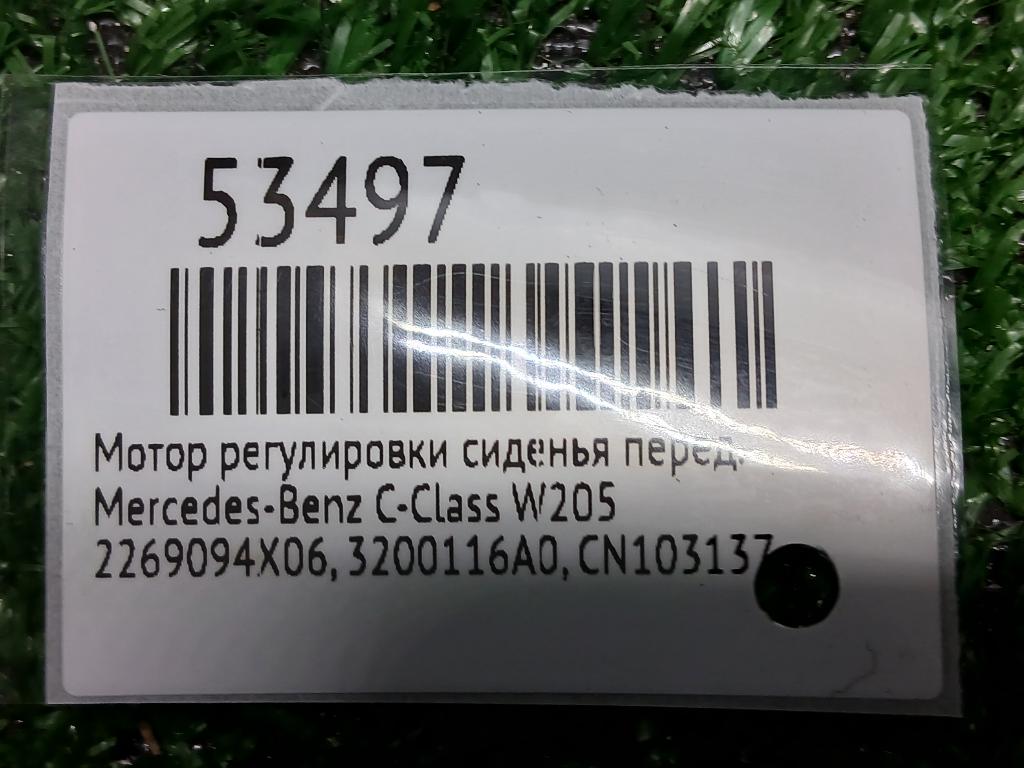 53497
Мотор регулировки сиденья перед.
Mercedes-Benz C-Class W205
2269094X06, 3200116A0, CN103137